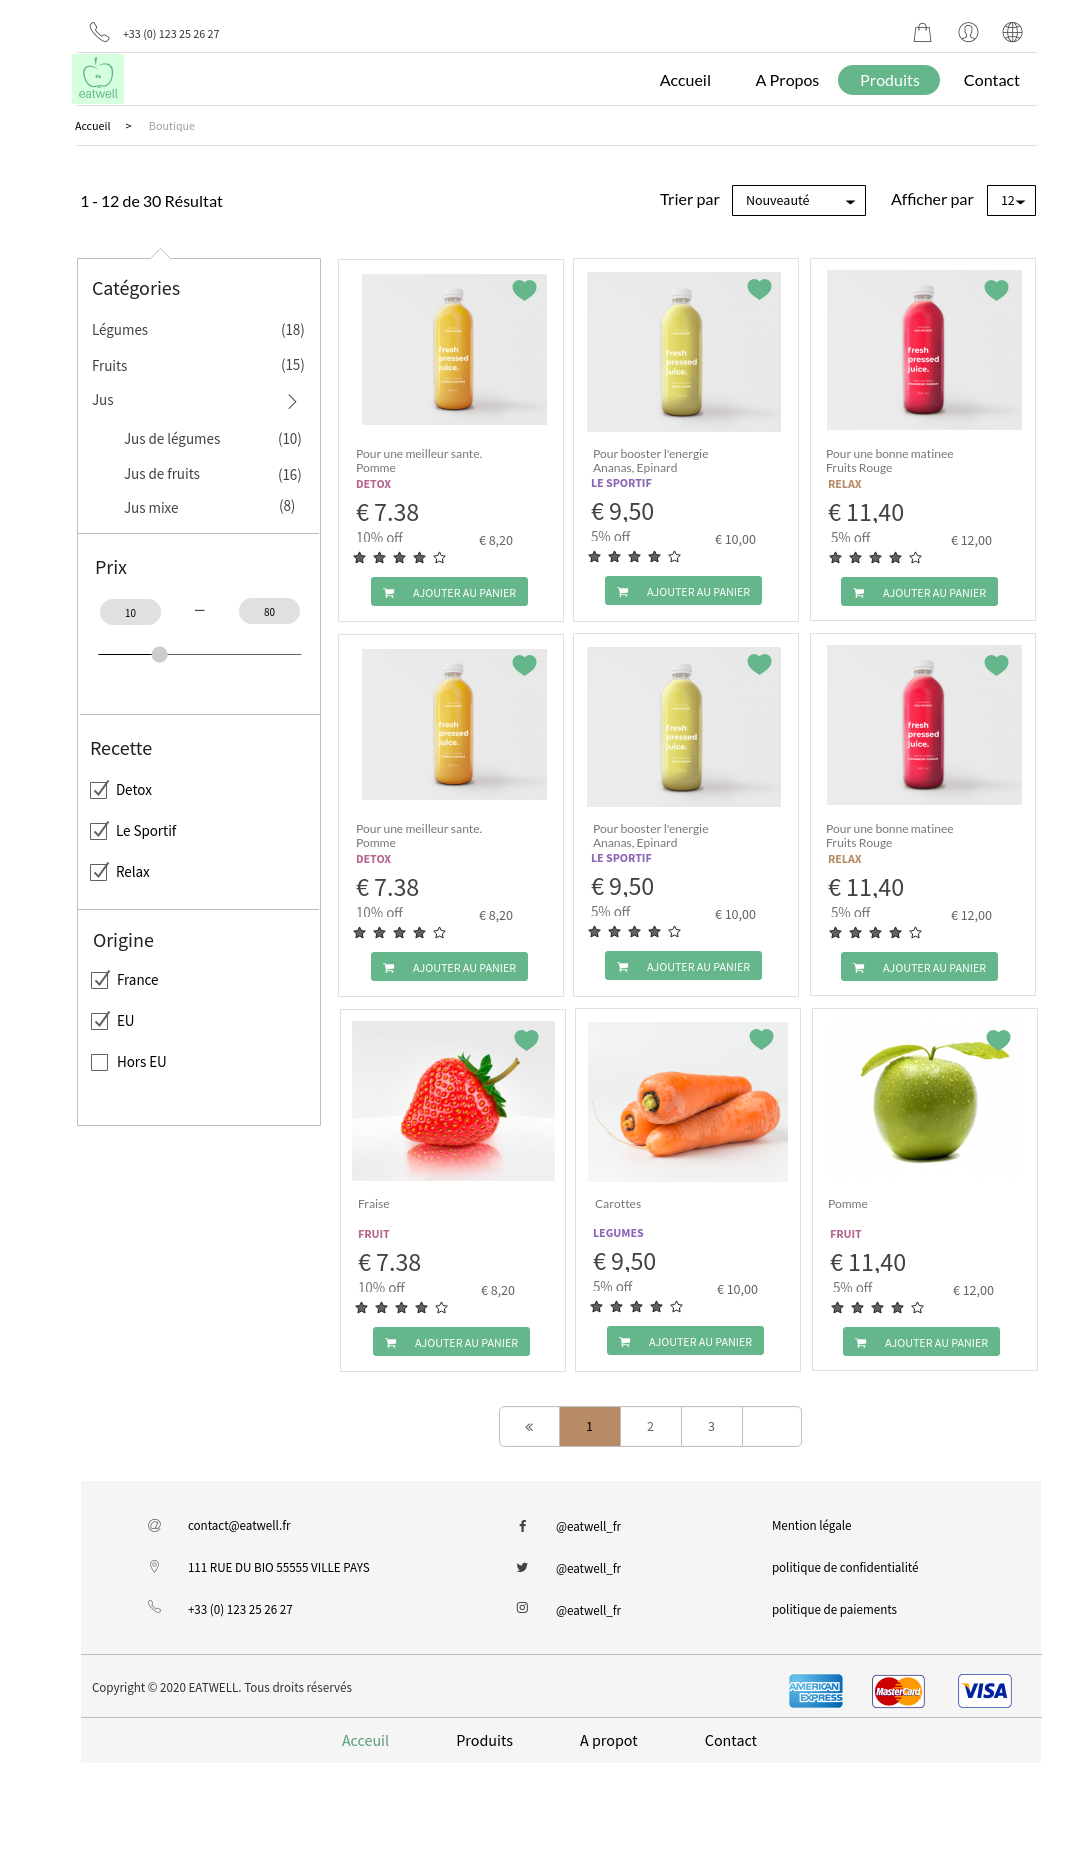 +33 (0) 123 25 26 27
eatwell
Accueil A Propos Produits Contact
Accueil > Boutique
1 - 12 de 30 Résultat
Trier par Nouveauté Afficher par 12
Catégories
Légumes (18)
Fruits (15)
Jus
Jus de légumes (10)
Jus de fruits (16)
Jus mixe (8)
Prix
10 – 80
Recette
Detox
Le Sportif
Relax
Origine
France
EU
Hors EU
fresh
pressed
juice.
Pour une meilleur sante.
Pomme
DETOX
€ 7.38
10% off € 8,20
AJOUTER AU PANIER
fresh
pressed
juice.
Pour booster l'energie
Ananas, Epinard
LE SPORTIF
€ 9,50
5% off € 10,00
AJOUTER AU PANIER
fresh
pressed
juice.
Pour une bonne matinee
Fruits Rouge
RELAX
€ 11,40
5% off € 12,00
AJOUTER AU PANIER
fresh
pressed
juice.
Pour une meilleur sante.
Pomme
DETOX
€ 7.38
10% off € 8,20
AJOUTER AU PANIER
fresh
pressed
juice.
Pour booster l'energie
Ananas, Epinard
LE SPORTIF
€ 9,50
5% off € 10,00
AJOUTER AU PANIER
fresh
pressed
juice.
Pour une bonne matinee
Fruits Rouge
RELAX
€ 11,40
5% off € 12,00
AJOUTER AU PANIER
Fraise
FRUIT
€ 7.38
10% off € 8,20
AJOUTER AU PANIER
Carottes
LEGUMES
€ 9,50
5% off € 10,00
AJOUTER AU PANIER
Pomme
FRUIT
€ 11,40
5% off € 12,00
AJOUTER AU PANIER
« 1 2 3
contact@eatwell.fr
111 RUE DU BIO 55555 VILLE PAYS
+33 (0) 123 25 26 27
@eatwell_fr
@eatwell_fr
@eatwell_fr
Mention légale
politique de confidentialité
politique de paiements
Copyright © 2020 EATWELL. Tous droits réservés
AMERICAN
EXPRESS
MasterCard
VISA
Acceuil Produits A propot Contact